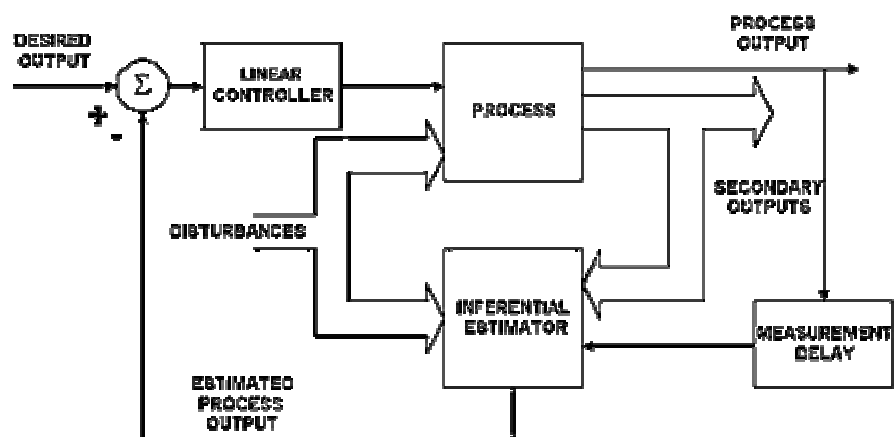 DESIRED
OUTPUT
Σ
+
-
LINEAR
CONTROLLER
PROCESS
PROCESS
OUTPUT
SECONDARY
OUTPUTS
DISTURBANCES
INFERENTIAL
ESTIMATOR
MEASUREMENT
DELAY
ESTIMATED
PROCESS
OUTPUT